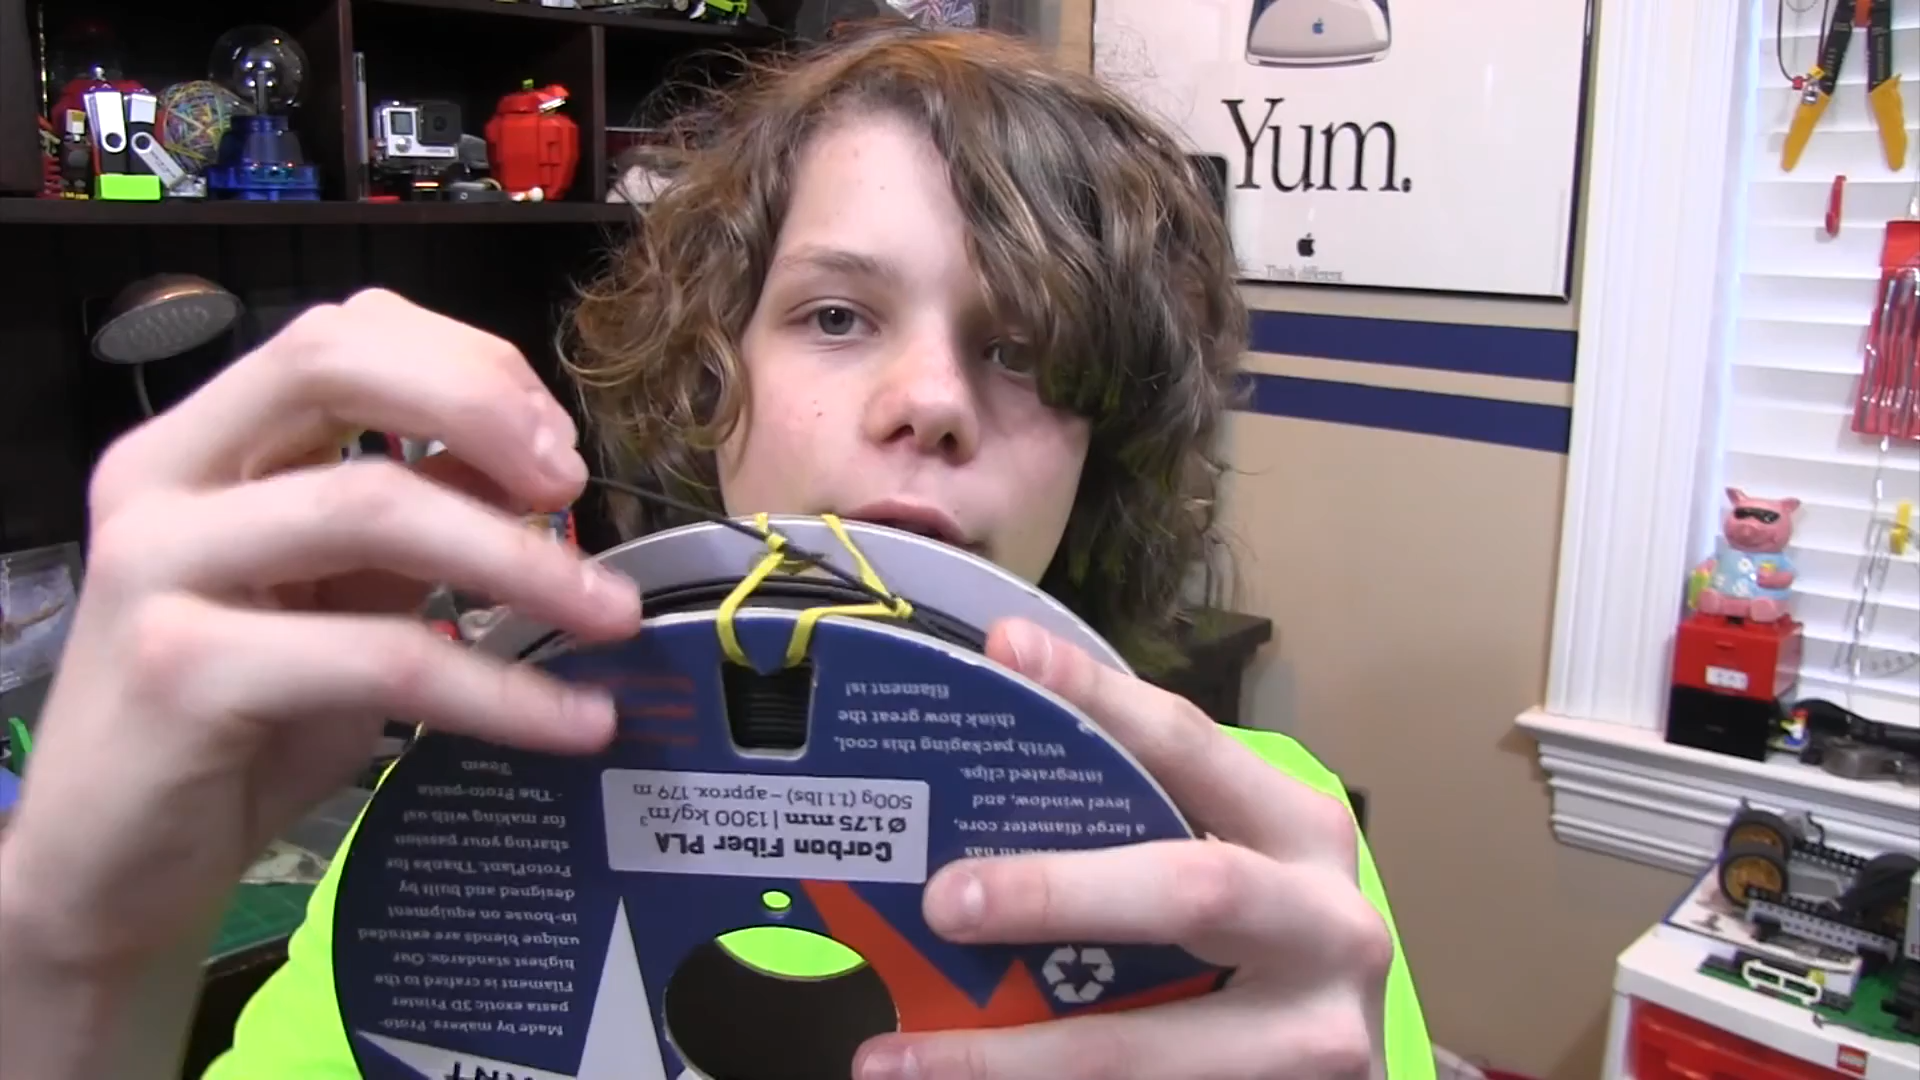 Yum.
Think different.
Carbon Fiber PLA
Ø 1.75 mm | 1300 kg/m³
500g (1.1 lbs) ~ approx. 179 m
Made by makers. Proto-
pasta exotic 3D Printer
Filament is crafted to the
highest standards. Our
unique blends are extruded
in-house on equipment
designed and built by
ProtoPlant. Thanks for
sharing your passion
for making with us!
- The Proto-pasta
Team
a large diameter core,
level window, and
integrated clips.
With packaging this cool,
think how great the
filament is!
LEGO